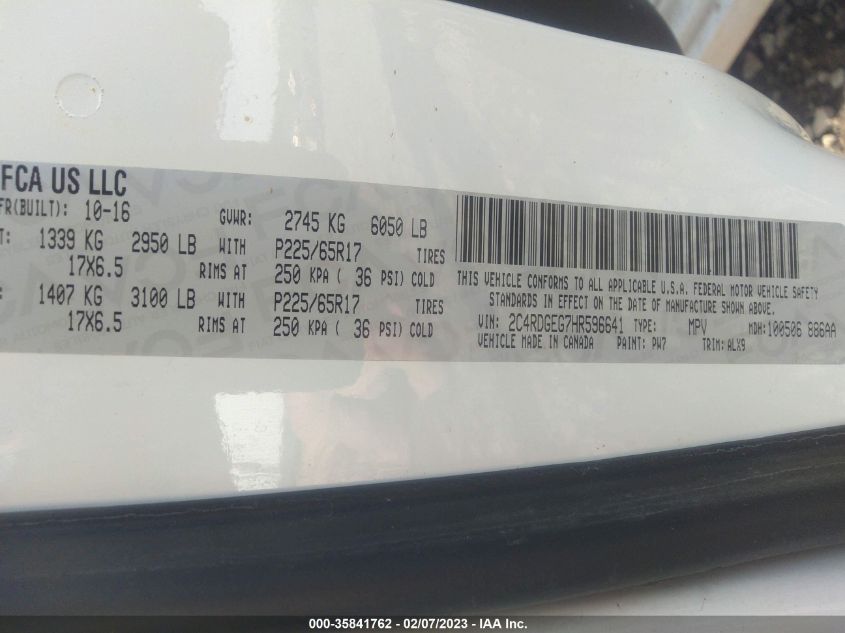 FCA US LLC
FR(BUILT): 10-16 GVWR: 2745 KG 6050 LB
T: 1339 KG 2950 LB WITH P225/65R17 TIRES
17X6.5 RIMS AT 250 KPA ( 36 PSI) COLD
: 1407 KG 3100 LB WITH P225/65R17 TIRES
17X6.5 RIMS AT 250 KPA ( 36 PSI) COLD
THIS VEHICLE CONFORMS TO ALL APPLICABLE U.S.A. FEDERAL MOTOR VEHICLE SAFETY
STANDARDS IN EFFECT ON THE DATE OF MANUFACTURE SHOWN ABOVE.
VIN: 2C4RDGEG7HR596641 TYPE: MPV MDH: 100506 886AA
VEHICLE MADE IN CANADA PAINT: PW7 TRIM: ALX9
000-35841762 - 02/07/2023 - IAA Inc.